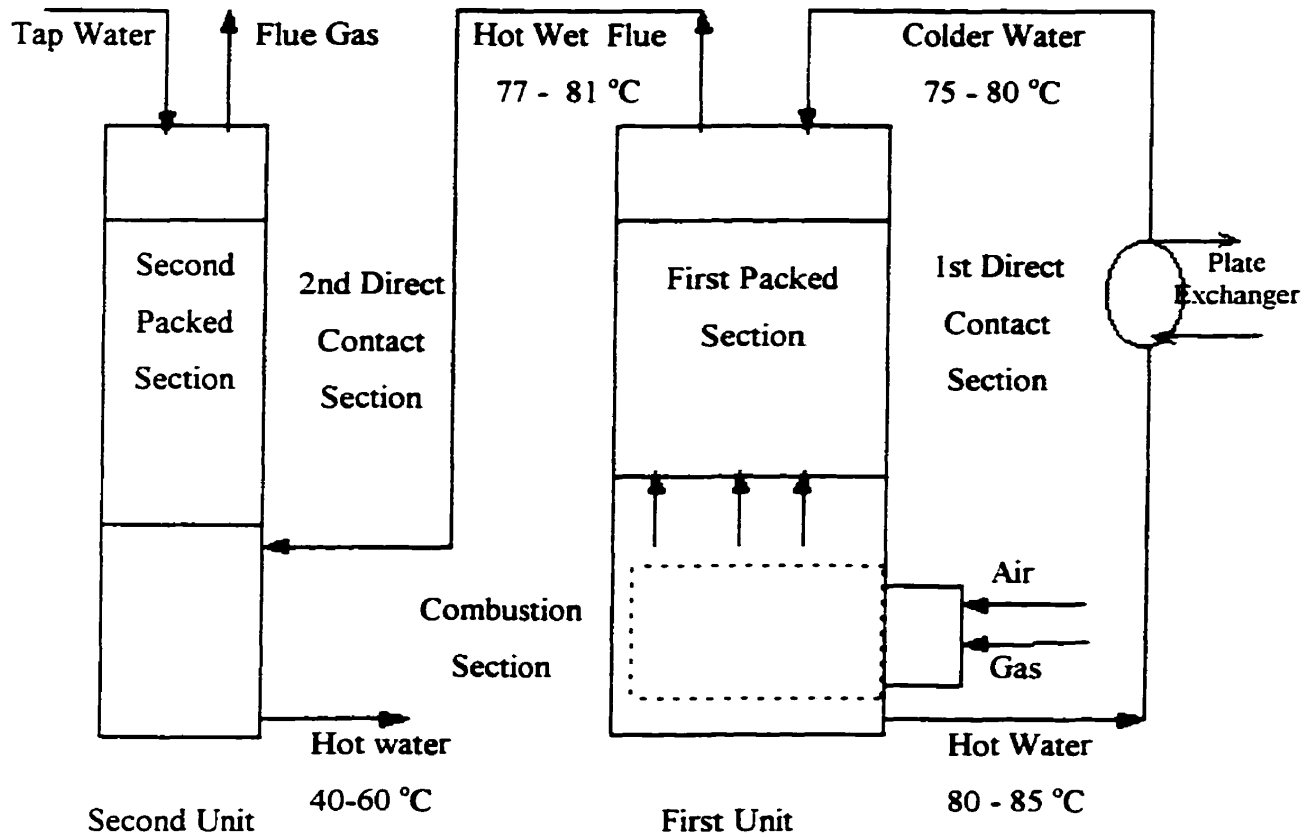 Tap Water
Flue Gas
Hot Wet Flue
77 - 81 °C
Colder Water
75 - 80 °C
Second
Packed
Section
2nd Direct
Contact
Section
First Packed
Section
1st Direct
Contact
Section
Plate
Exchanger
Combustion
Section
Air
Gas
Hot water
40-60 °C
Hot Water
80 - 85 °C
Second Unit
First Unit